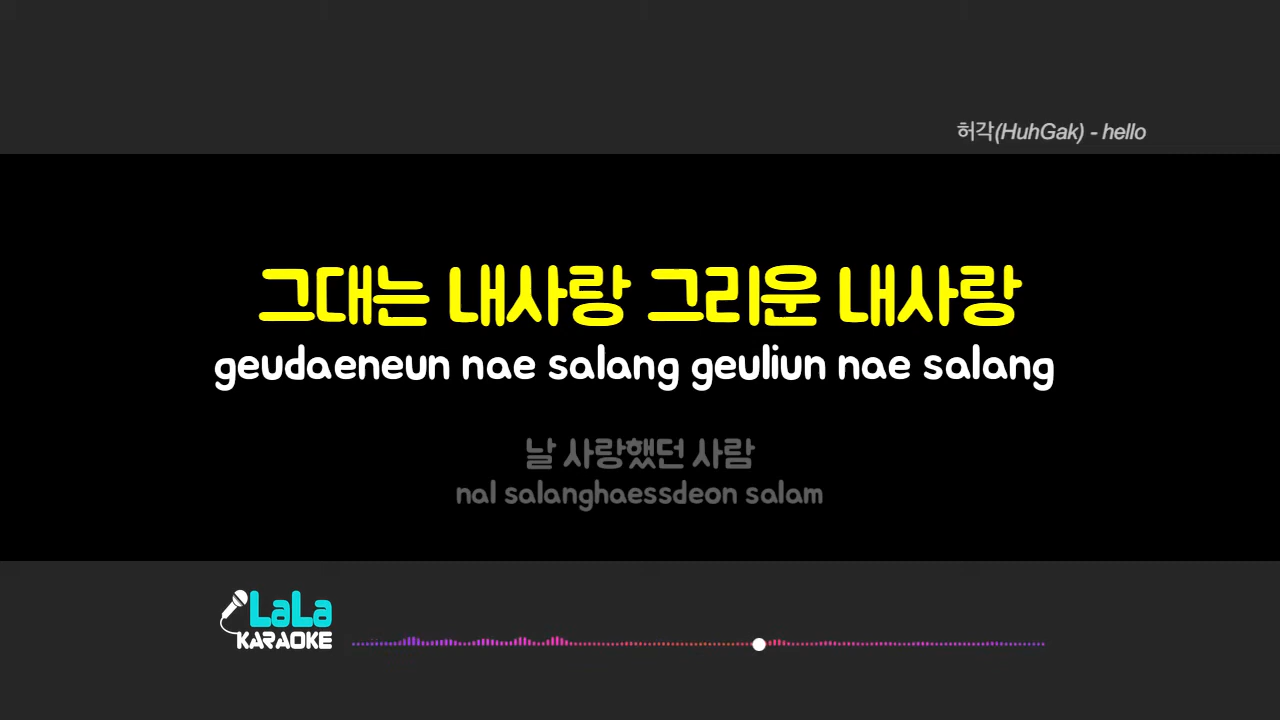 허각(HuhGak) - hello
그대는 내사랑 그리운 내사랑
geudaeneun nae salang geuliun nae salang
날 사랑했던 사람
nal salanghaessdeon salam
LaLa
KARAOKE